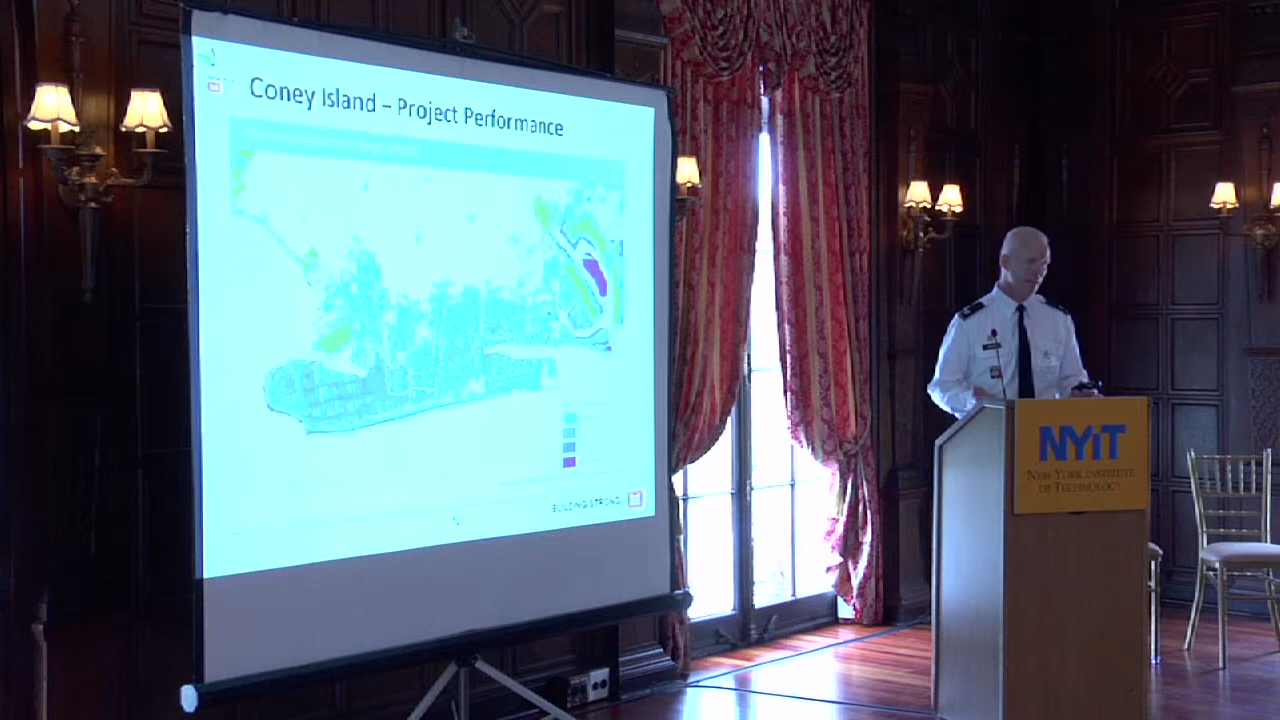 Coney Island – Project Performance
BUILDING STRONG
NYiT
NEW YORK INSTITUTE
OF TECHNOLOGY